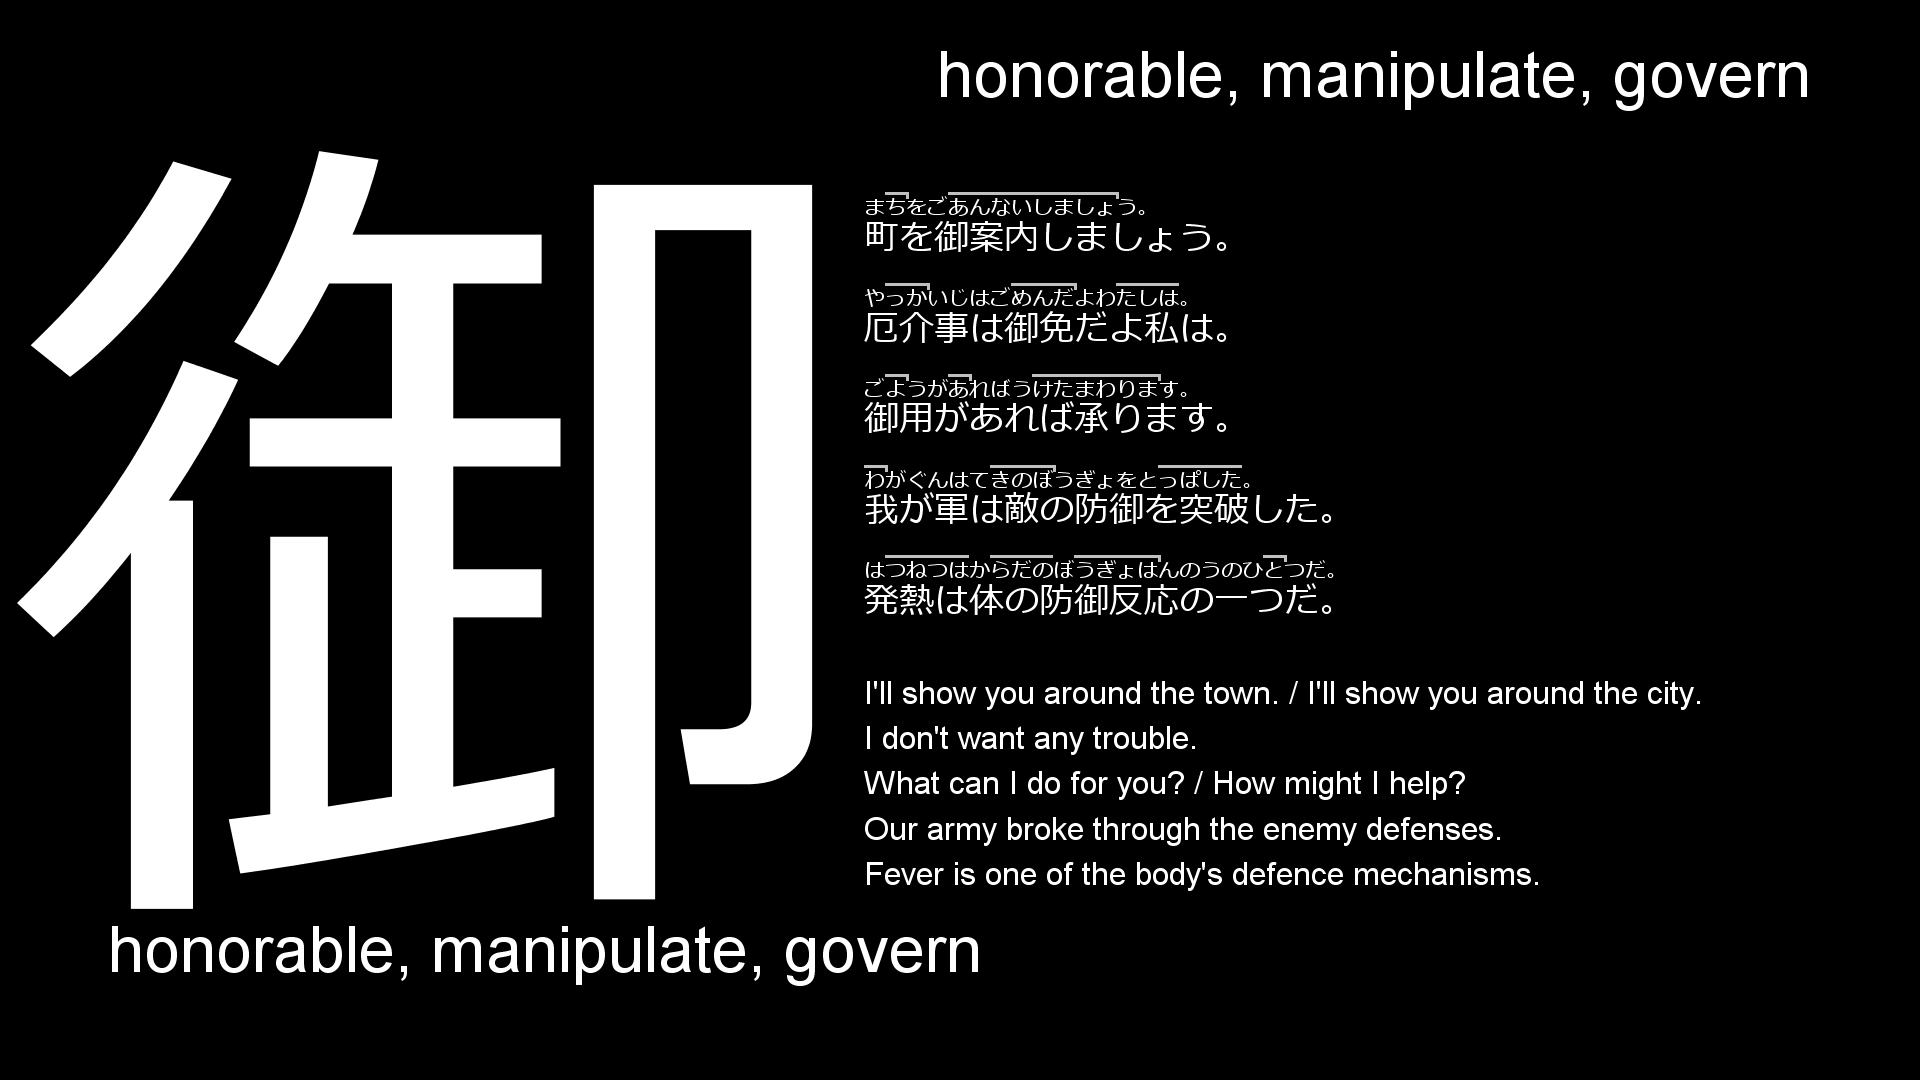 honorable, manipulate, govern
御
まちをごあんないしましょう。
町を御案内しましょう。
やっかいじはごめんだよわたしは。
厄介事は御免だよ私は。
ごようがあればうけたまわります。
御用があれば承ります。
わがぐんはてきのぼうぎょをとっぱした。
我が軍は敵の防御を突破した。
はつねつはからだのぼうぎょはんのうのひとつだ。
発熱は体の防御反応の一つだ。
I'll show you around the town. / I'll show you around the city.
I don't want any trouble.
What can I do for you? / How might I help?
Our army broke through the enemy defenses.
Fever is one of the body's defence mechanisms.
honorable, manipulate, govern